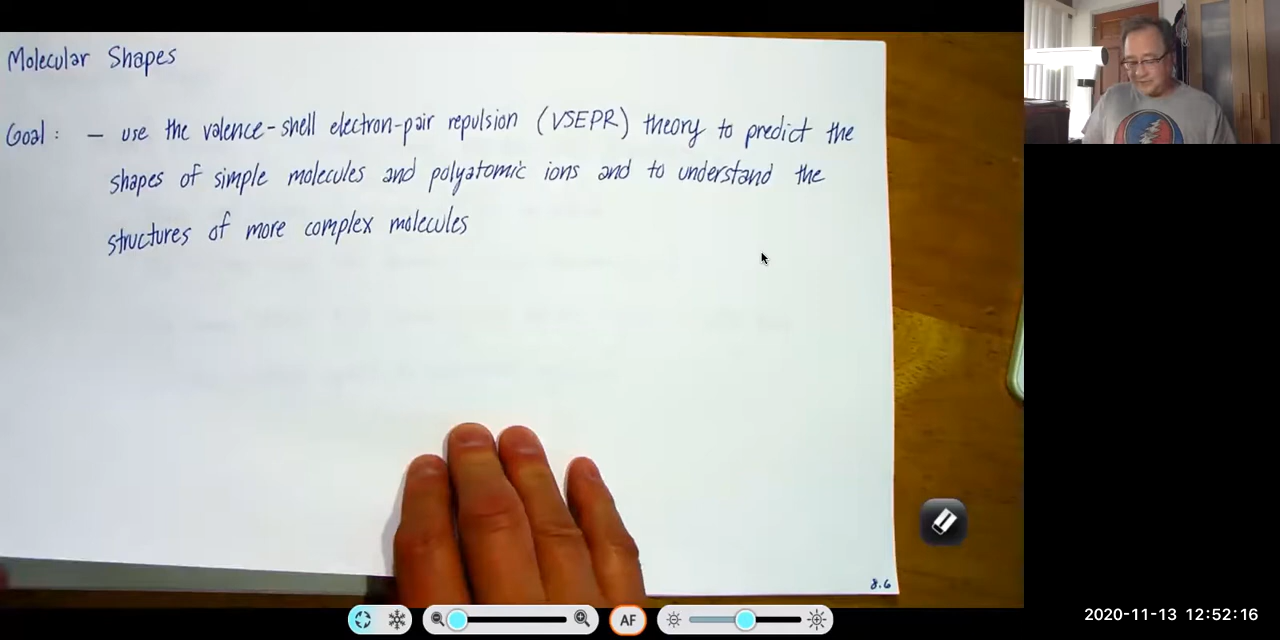 Molecular Shapes
Goal : – use the valence-shell electron-pair repulsion (VSEPR) theory to predict the
shapes of simple molecules and polyatomic ions and to understand the
structures of more complex molecules
8.6
AF
2020-11-13 12:52:16